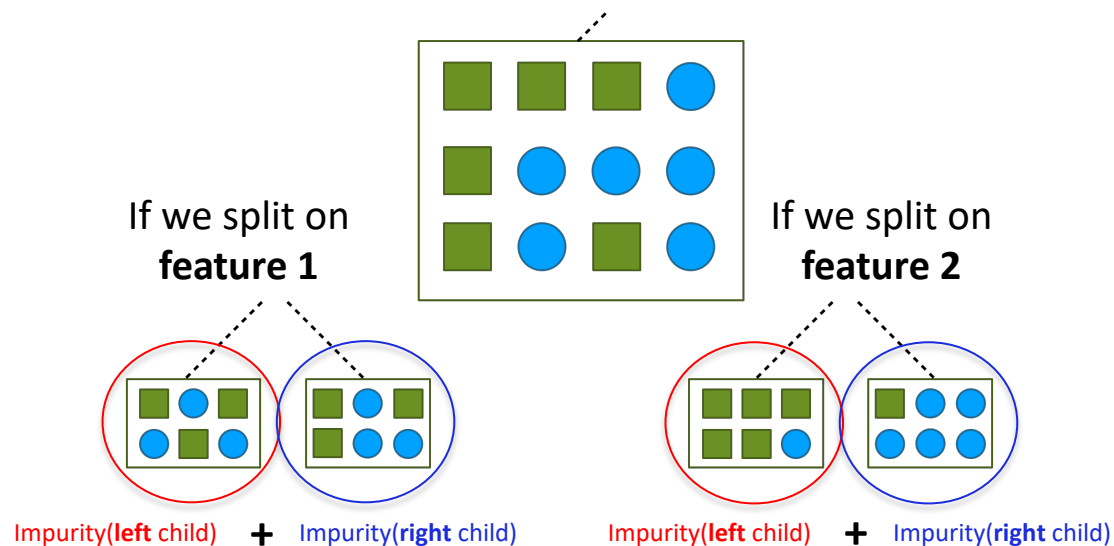 If we split on
feature 1
If we split on
feature 2
Impurity(left child) + Impurity(right child)
Impurity(left child) + Impurity(right child)